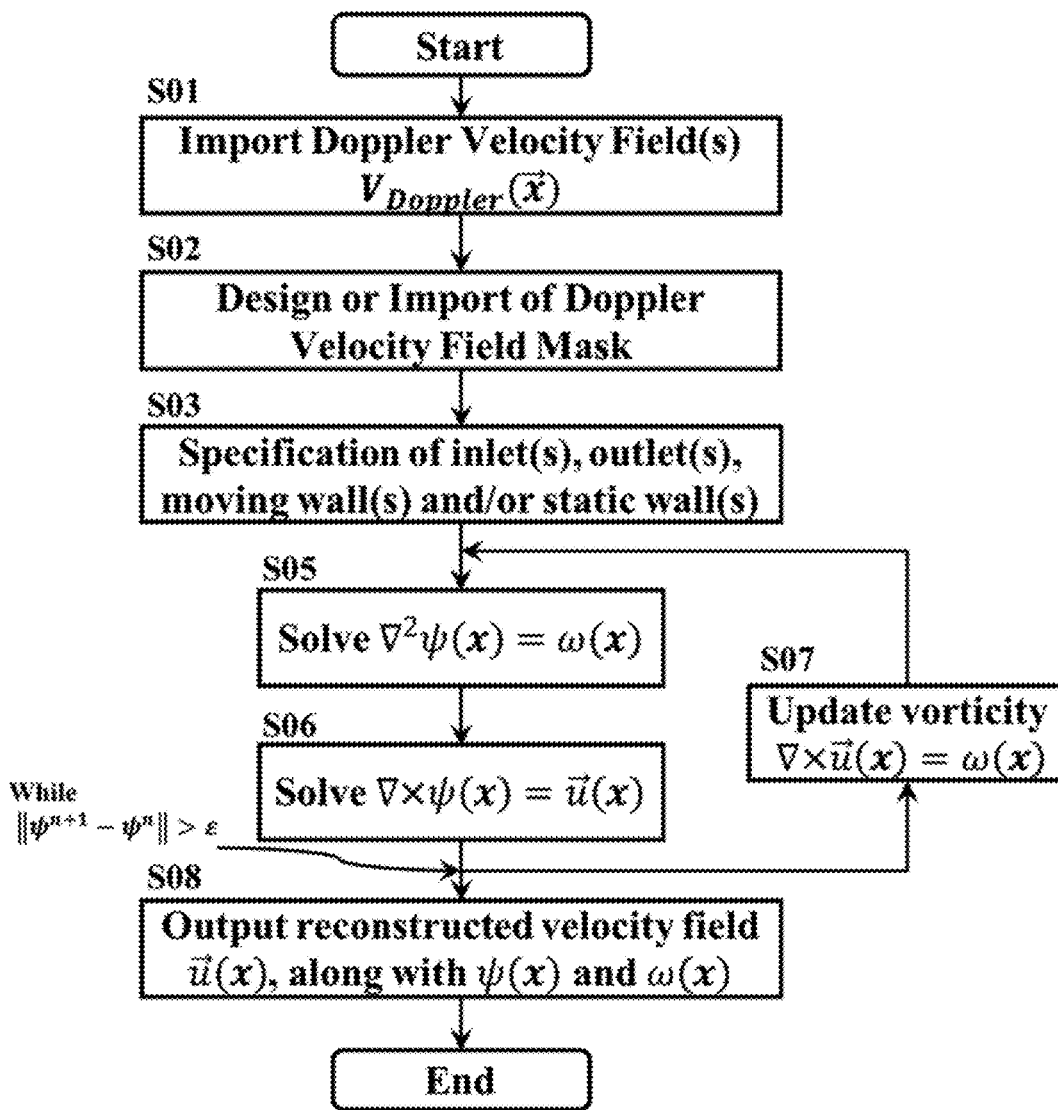 Start
S01
Import Doppler Velocity Field(s)
V_Doppler(x⃗)
S02
Design or Import of Doppler
Velocity Field Mask
S03
Specification of inlet(s), outlet(s),
moving wall(s) and/or static wall(s)
S05
Solve ∇²ψ(x) = ω(x)
S06
Solve ∇×ψ(x) = u⃗(x)
S07
Update vorticity
∇×u⃗(x) = ω(x)
While
‖ψⁿ⁺¹ − ψⁿ‖ > ε
S08
Output reconstructed velocity field
u⃗(x), along with ψ(x) and ω(x)
End